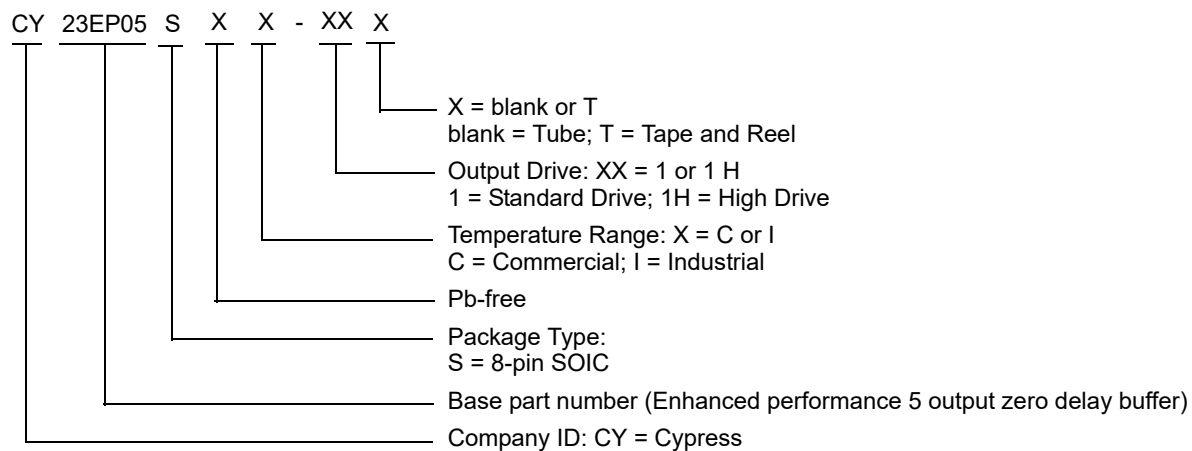 CY 23EP05 S X X - XX X
X = blank or T
blank = Tube; T = Tape and Reel
Output Drive: XX = 1 or 1 H
1 = Standard Drive; 1H = High Drive
Temperature Range: X = C or I
C = Commercial; I = Industrial
Pb-free
Package Type:
S = 8-pin SOIC
Base part number (Enhanced performance 5 output zero delay buffer)
Company ID: CY = Cypress